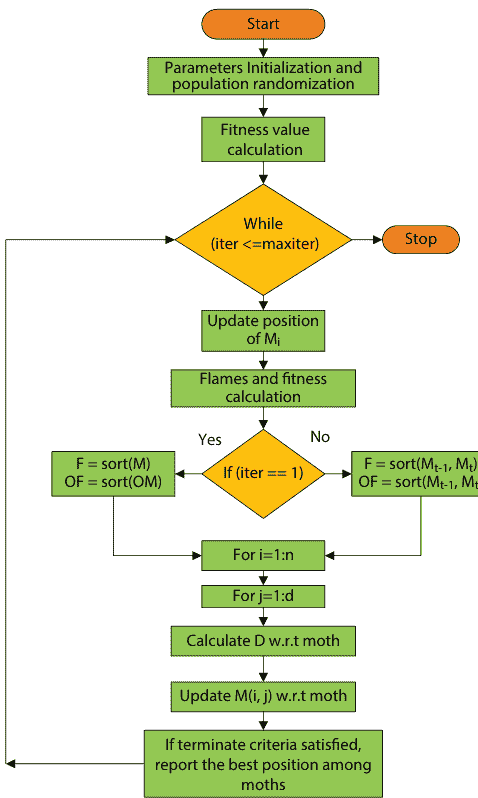 Start
Parameters Initialization and
population randomization
Fitness value
calculation
While
(iter <=maxiter)
Stop
Update position
of Mi
Flames and fitness
calculation
Yes
No
If (iter == 1)
F = sort(M)
OF = sort(OM)
F = sort(Mt-1, Mt)
OF = sort(Mt-1, Mt
For i=1:n
For j=1:d
Calculate D w.r.t moth
Update M(i, j) w.r.t moth
If terminate criteria satisfied,
report the best position among
moths